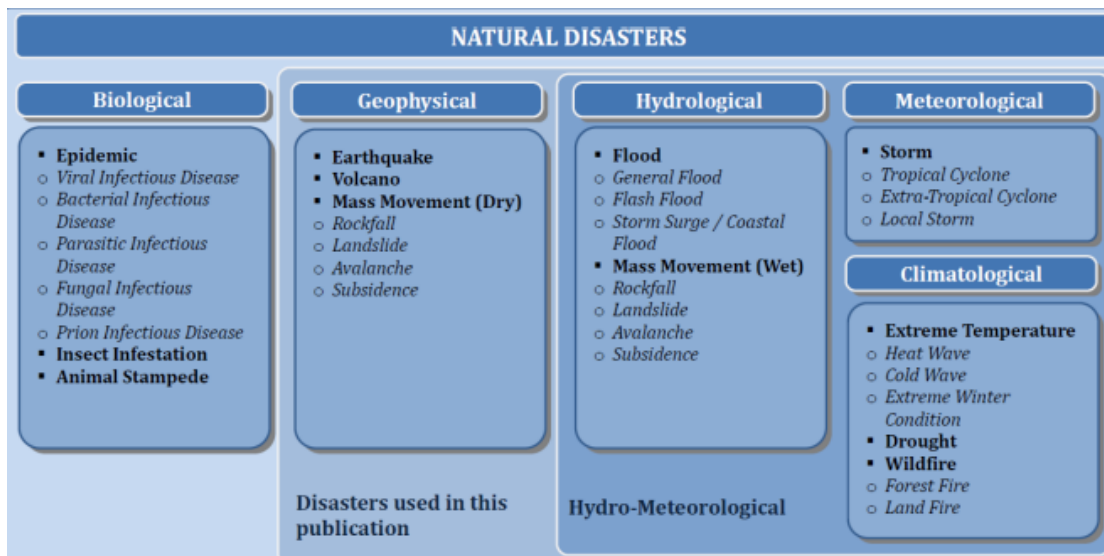 NATURAL DISASTERS
Biological
▪ Epidemic
o Viral Infectious Disease
o Bacterial Infectious
Disease
o Parasitic Infectious
Disease
o Fungal Infectious
Disease
o Prion Infectious Disease
▪ Insect Infestation
▪ Animal Stampede
Geophysical
▪ Earthquake
▪ Volcano
▪ Mass Movement (Dry)
o Rockfall
o Landslide
o Avalanche
o Subsidence
Disasters used in this
publication
Hydrological
▪ Flood
o General Flood
o Flash Flood
o Storm Surge / Coastal
Flood
▪ Mass Movement (Wet)
o Rockfall
o Landslide
o Avalanche
o Subsidence
Meteorological
▪ Storm
o Tropical Cyclone
o Extra-Tropical Cyclone
o Local Storm
Climatological
▪ Extreme Temperature
o Heat Wave
o Cold Wave
o Extreme Winter
Condition
▪ Drought
▪ Wildfire
o Forest Fire
o Land Fire
Hydro-Meteorological